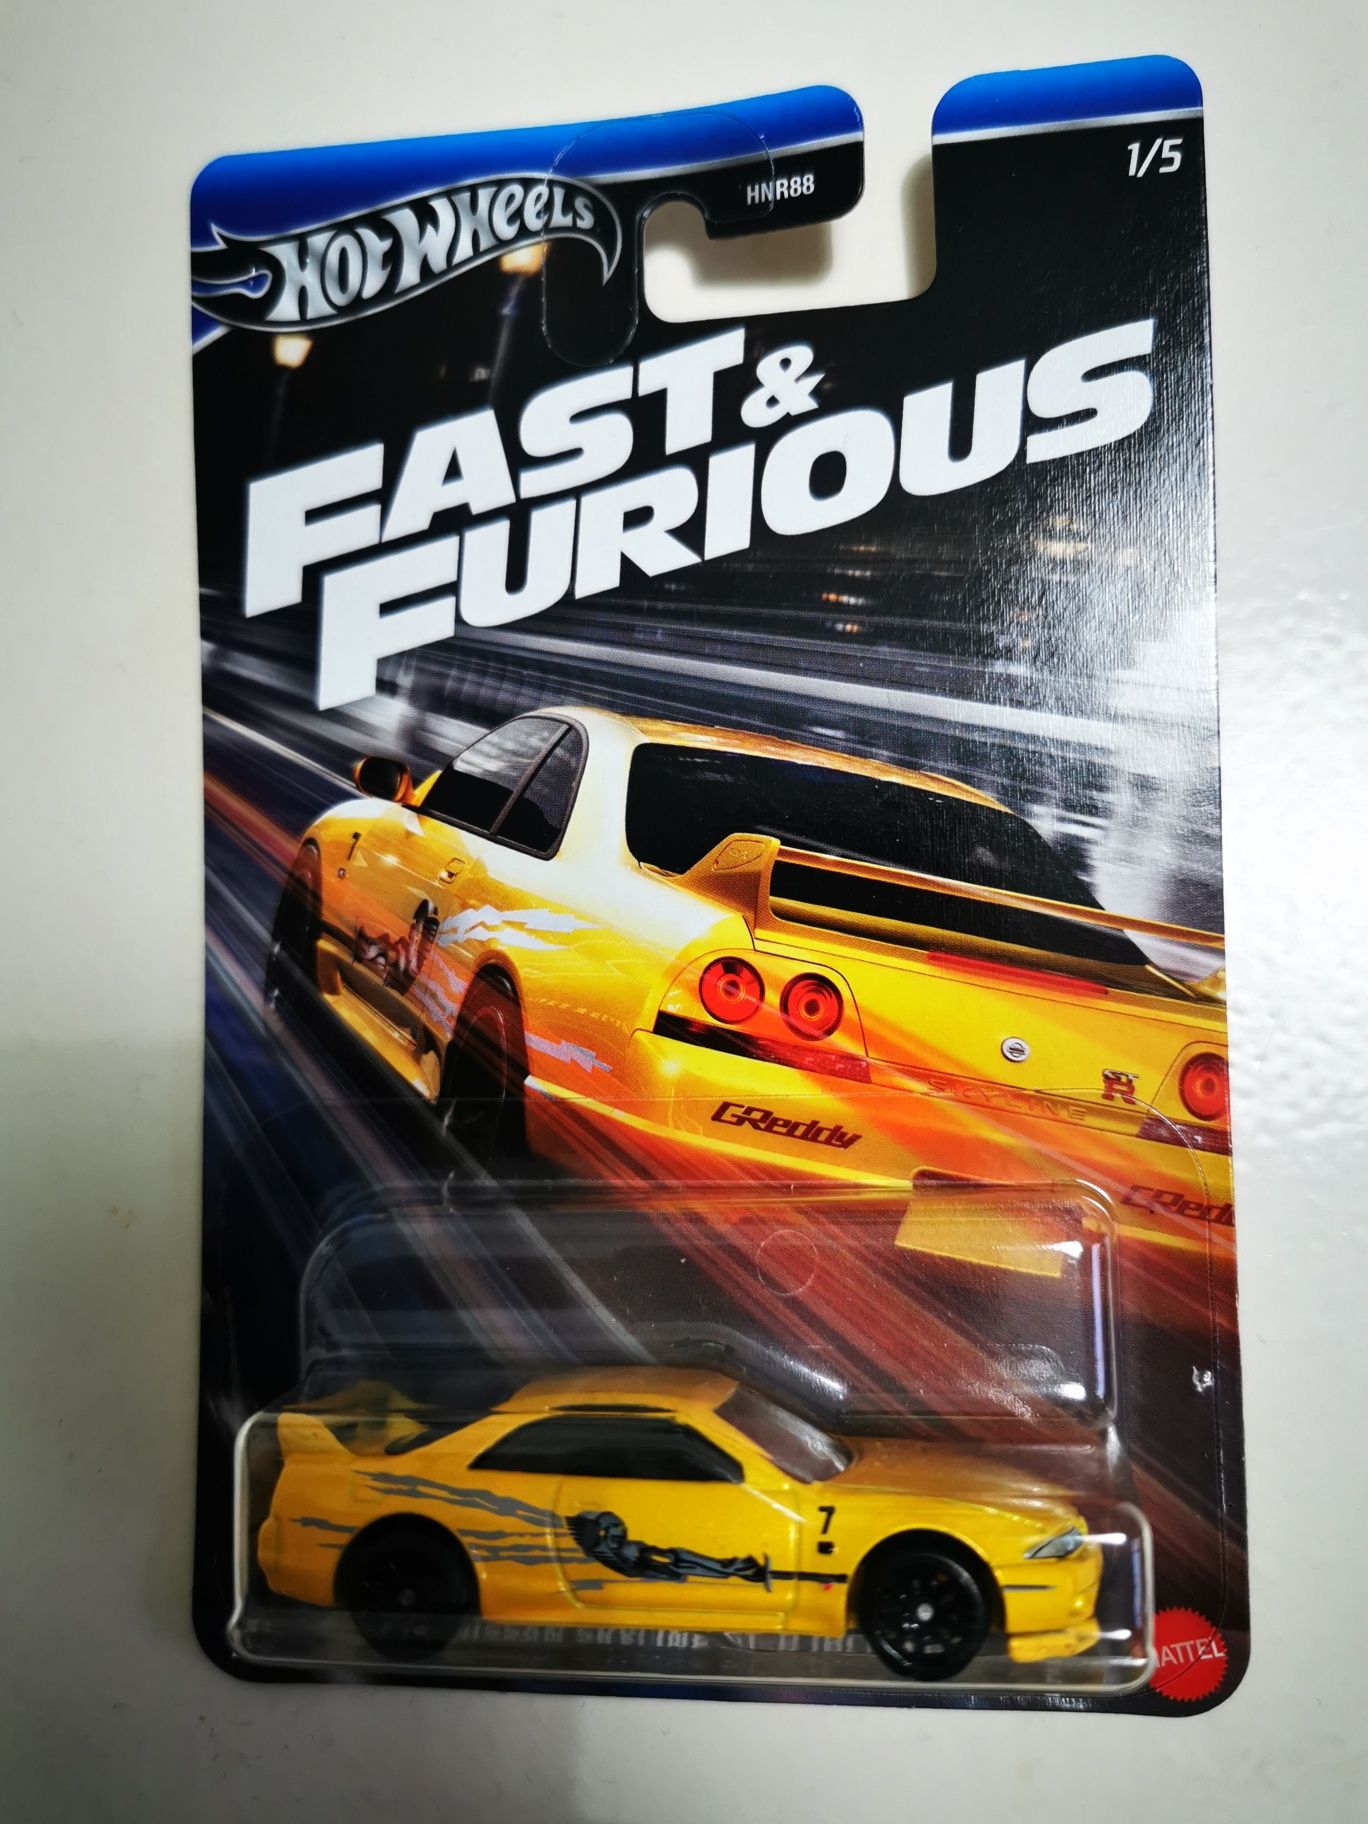 HOT WHEELS
HNR88
1/5
FAST &
FURIOUS
7
SKYLINE
GT
R
GReddy
7
MATTEL